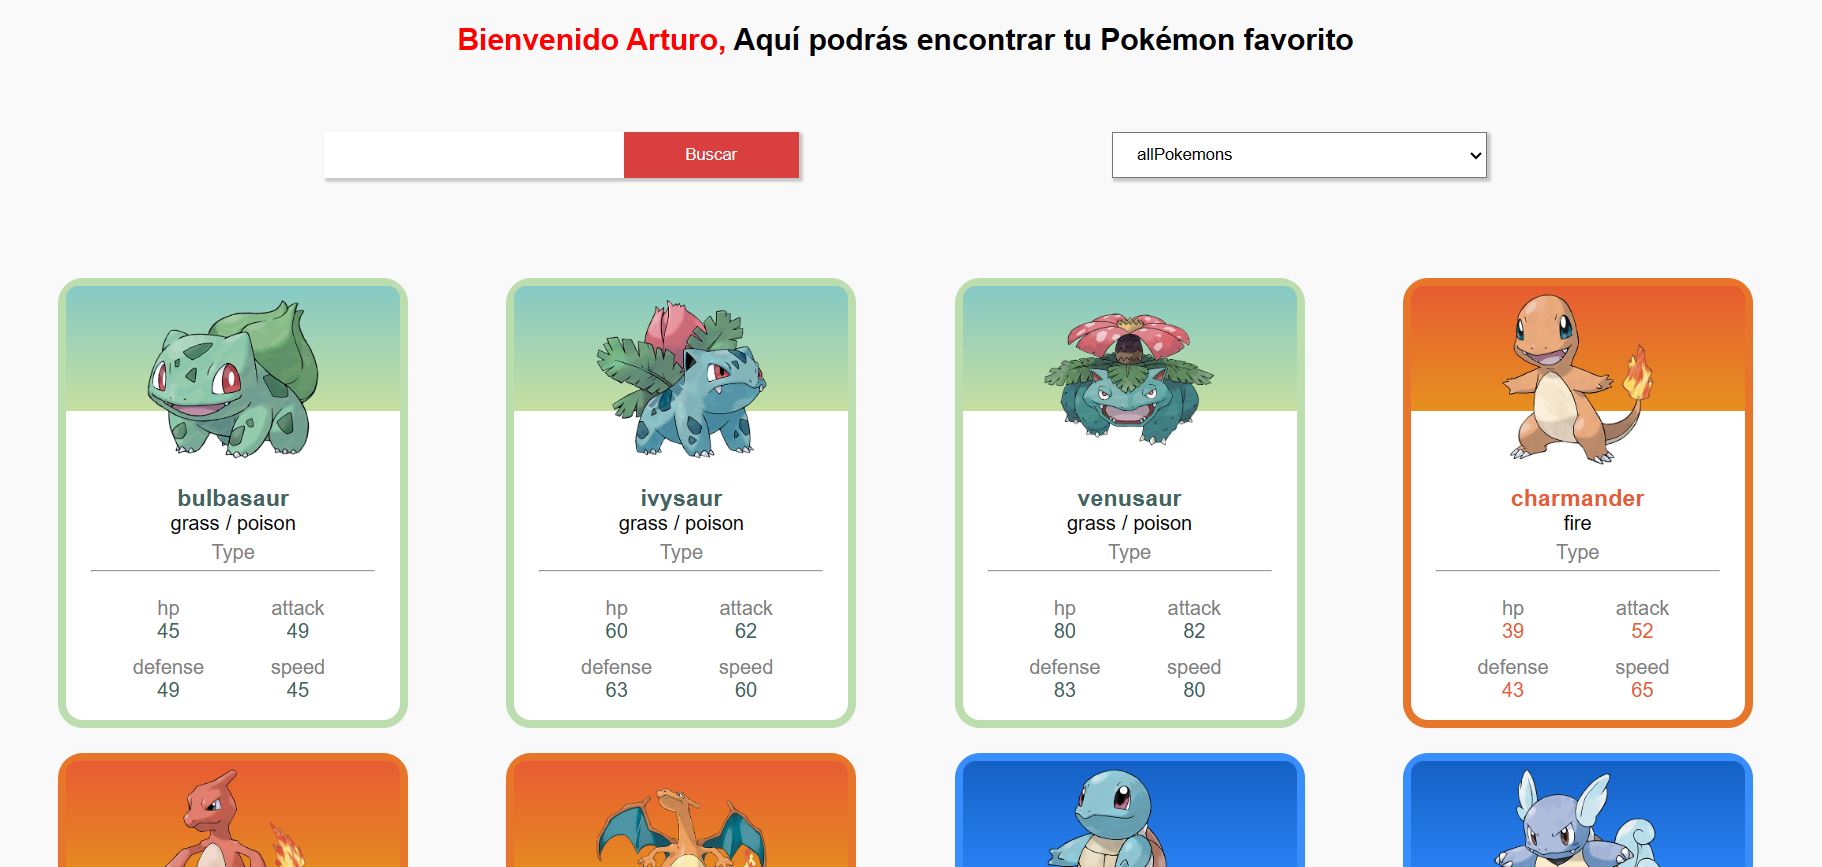 Bienvenido Arturo, Aquí podrás encontrar tu Pokémon favorito
Buscar
allPokemons
bulbasaur
grass / poison
Type
hp
attack
45
49
defense
speed
49
45
ivysaur
grass / poison
Type
hp
attack
60
62
defense
speed
63
60
venusaur
grass / poison
Type
hp
attack
80
82
defense
speed
83
80
charmander
fire
Type
hp
attack
39
52
defense
speed
43
65